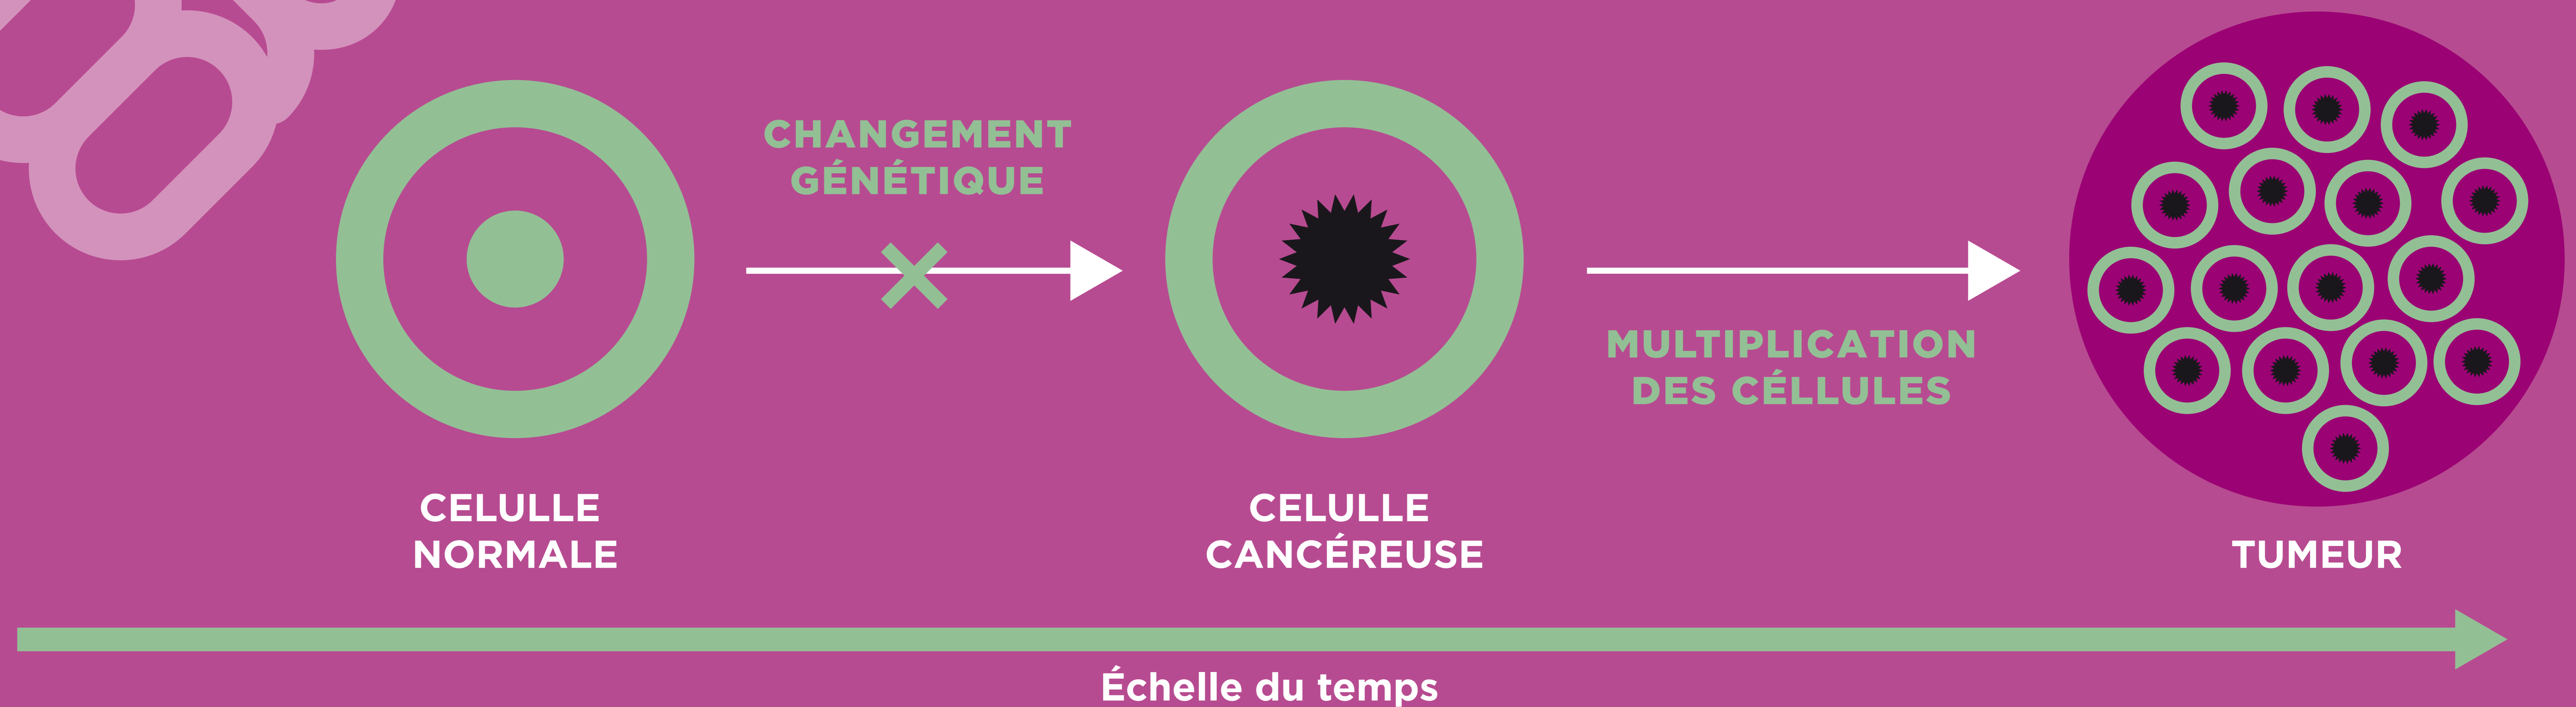 CHANGEMENT
GÉNÉTIQUE
MULTIPLICATION
DES CÉLLULES
CELULLE
NORMALE
CELULLE
CANCÉREUSE
TUMEUR
Échelle du temps